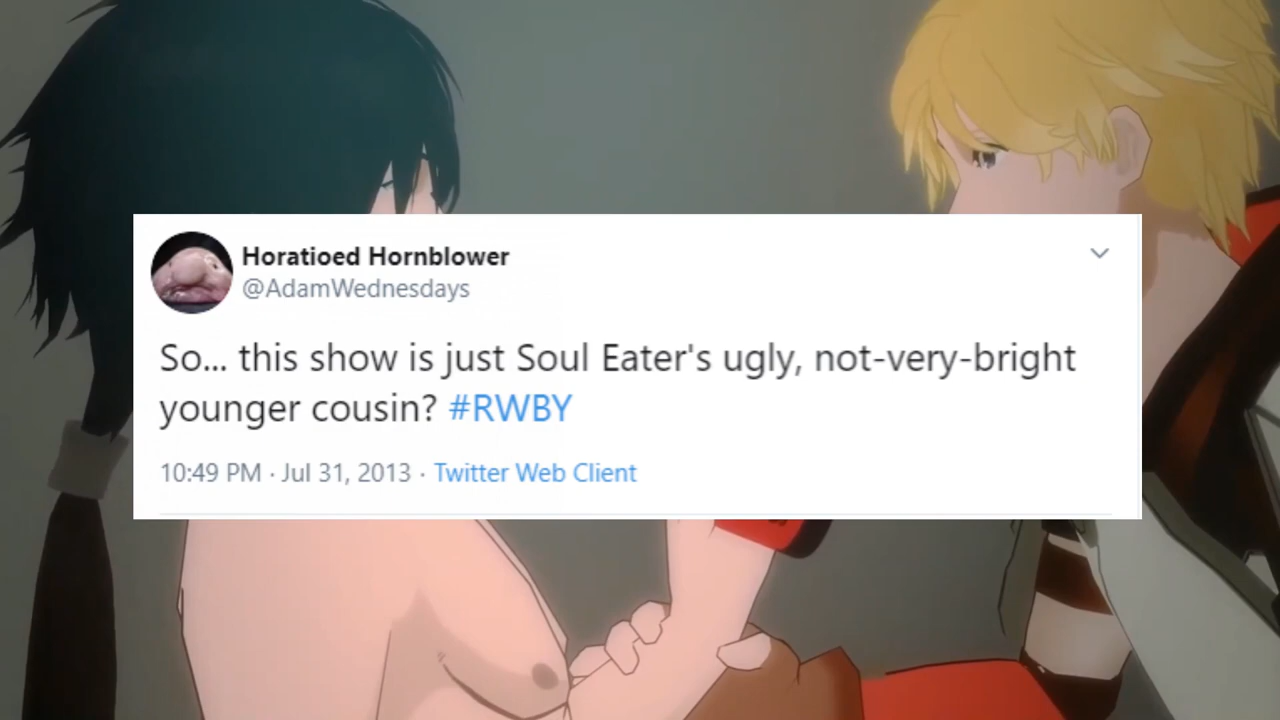 Horatioed Hornblower
@AdamWednesdays
So... this show is just Soul Eater's ugly, not-very-bright
younger cousin? #RWBY
10:49 PM · Jul 31, 2013 · Twitter Web Client